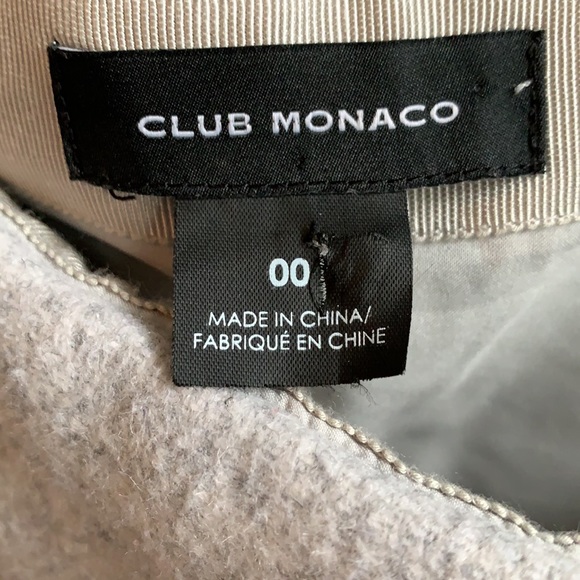 CLUB MONACO
00
MADE IN CHINA/
FABRIQUÉ EN CHINE